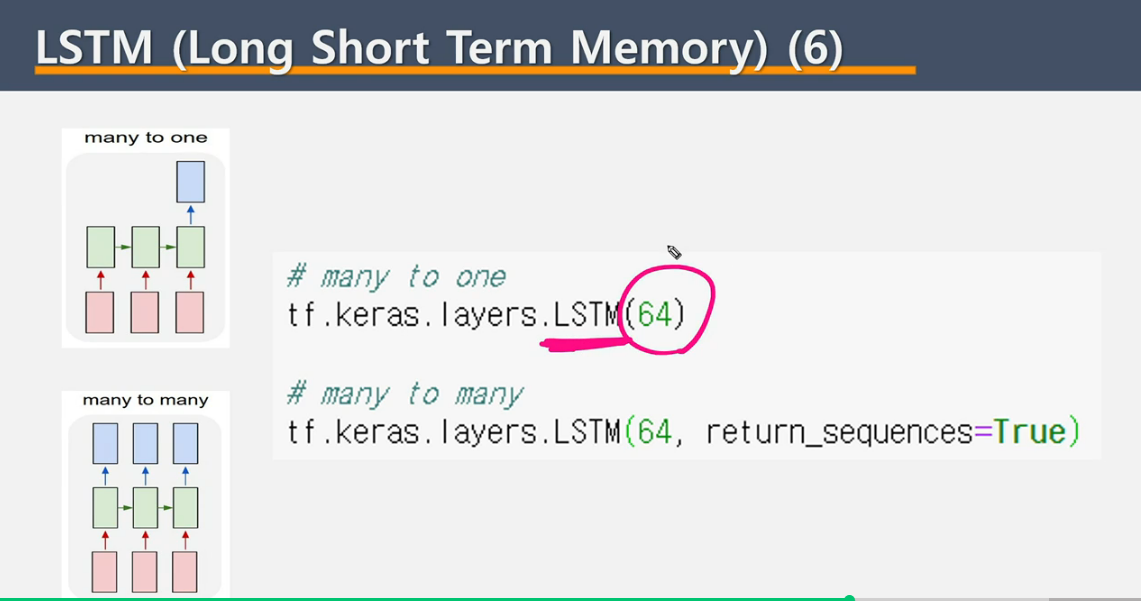 LSTM (Long Short Term Memory) (6)
many to one
# many to one
tf.keras.layers.LSTM(64)
many to many
# many to many
tf.keras.layers.LSTM(64, return_sequences=True)